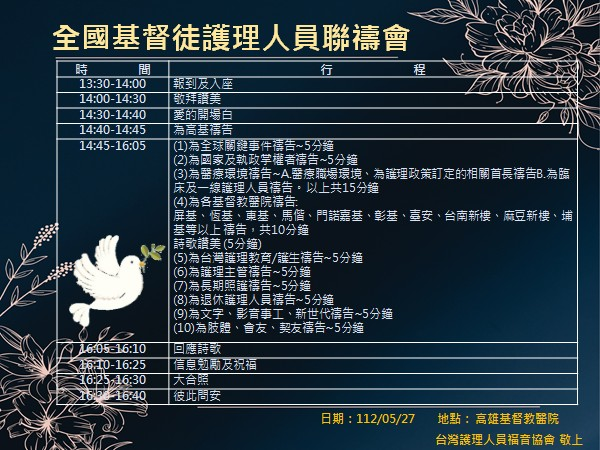 全國基督徒護理人員聯禱會
時 間 行 程
13:30-14:00 報到及入座
14:00-14:30 敬拜讚美
14:30-14:40 愛的開場白
14:40-14:45 為高基禱告
14:45-16:05 (1)為全球關鍵事件禱告~5分鐘
(2)為國家及執政掌權者禱告~5分鐘
(3)為醫療環境禱告~A.醫療職場環境、為護理政策訂定的相關首長禱告B.為臨
床及一線護理人員禱告。以上共15分鐘
(4)為各基督教醫院禱告:
屏基、恆基、東基、馬偕、門諾嘉基、彰基、臺安、台南新樓、麻豆新樓、埔
基等以上禱告，共10分鐘
詩歌讚美(5分鐘)
(5)為台灣護理教育/護生禱告~5分鐘
(6)為護理主管禱告~5分鐘
(7)為長期照護禱告~5分鐘
(8)為退休護理人員禱告~5分鐘
(9)為文字、影音事工、新世代禱告~5分鐘
(10)為肢體、會友、契友禱告~5分鐘
16:05-16:10 回應詩歌
16:10-16:25 信息勉勵及祝福
16:25-16:30 大合照
16:30-16:40 彼此問安
日期：112/05/27 地點： 高雄基督教醫院
台灣護理人員福音協會 敬上